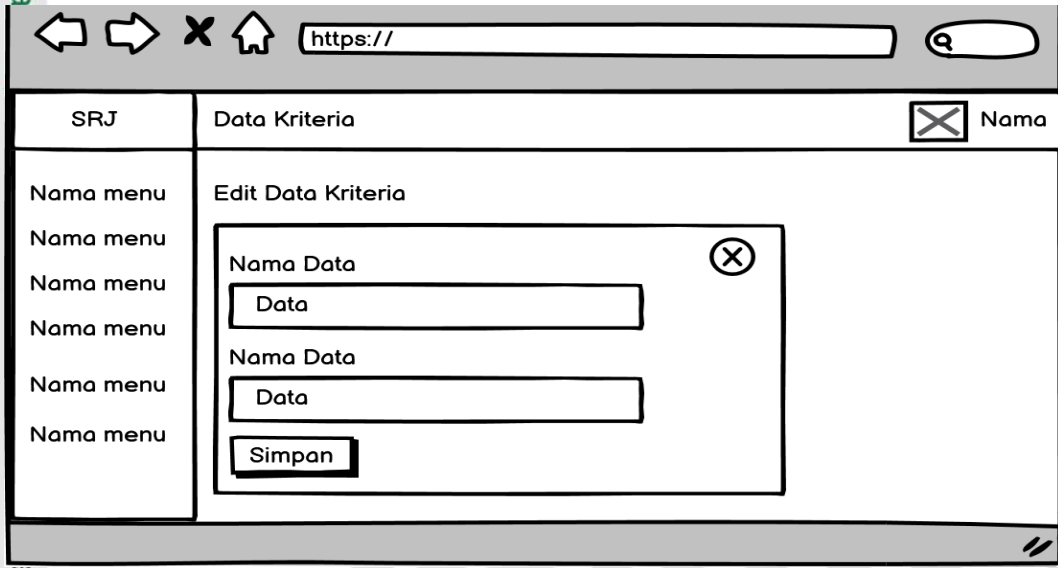 https://
SRJ
Data Kriteria
Nama
Nama menu
Nama menu
Nama menu
Nama menu
Nama menu
Nama menu
Edit Data Kriteria
Nama Data
Data
Nama Data
Data
Simpan